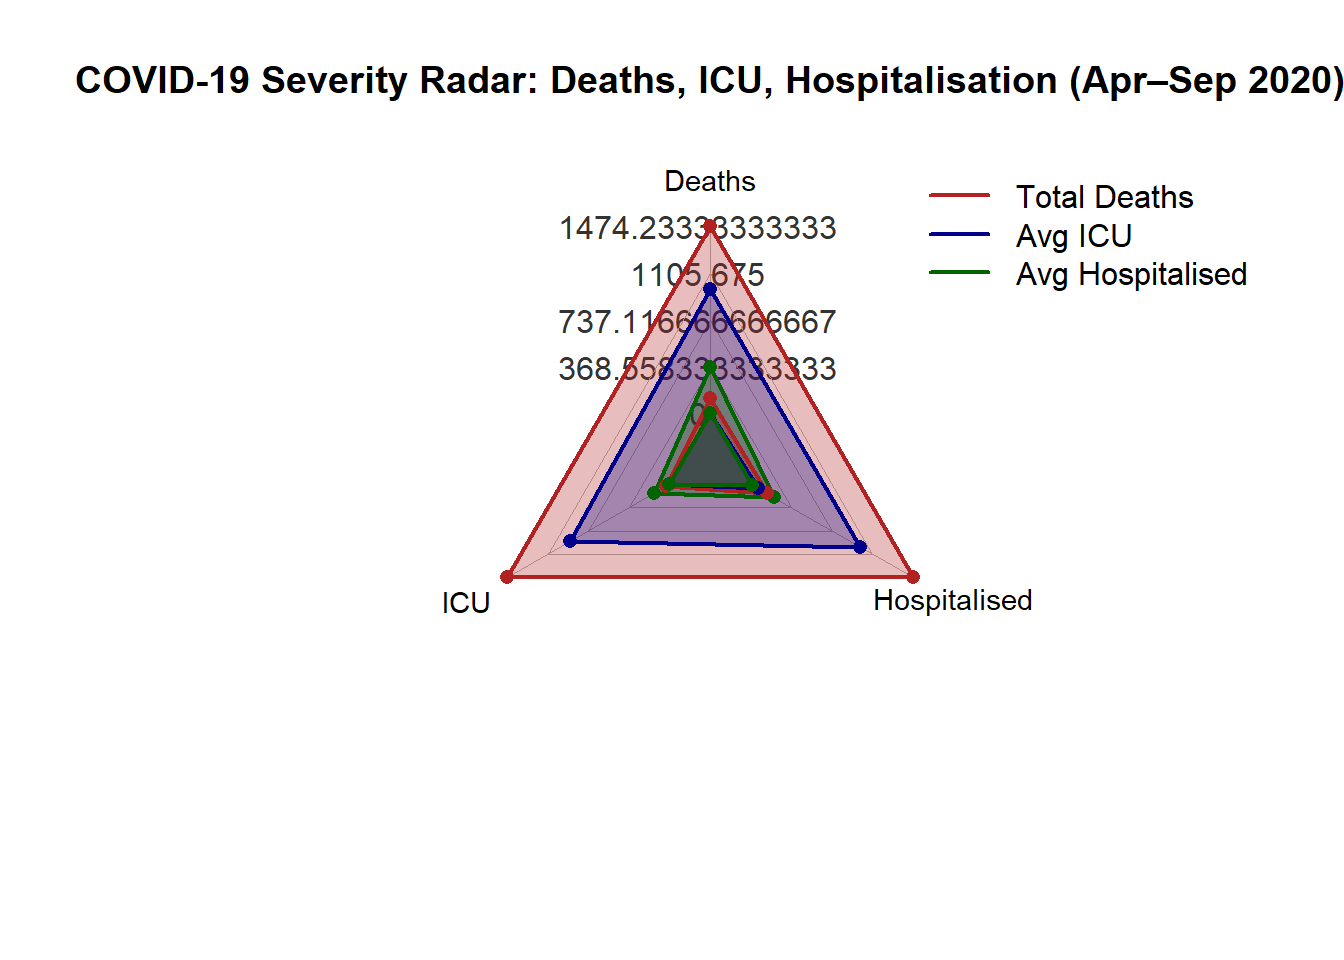 COVID-19 Severity Radar: Deaths, ICU, Hospitalisation (Apr–Sep 2020)
Deaths
1474.23333333333
1105.675
737.116666666667
368.558333333333
0
ICU
Hospitalised
Total Deaths
Avg ICU
Avg Hospitalised